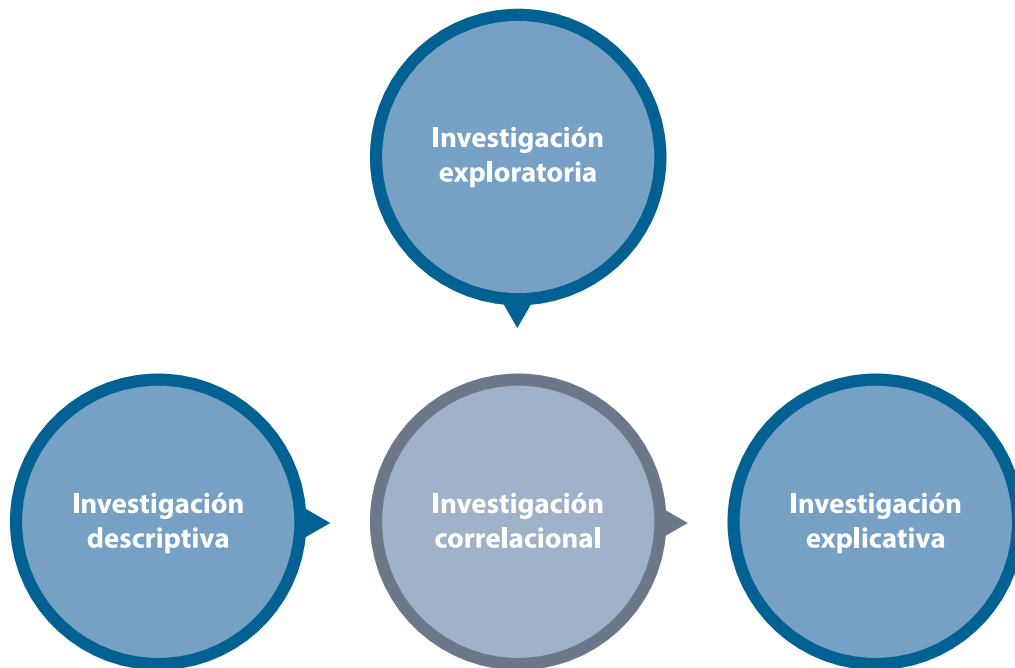 Investigación
exploratoria
Investigación
descriptiva
Investigación
correlacional
Investigación
explicativa